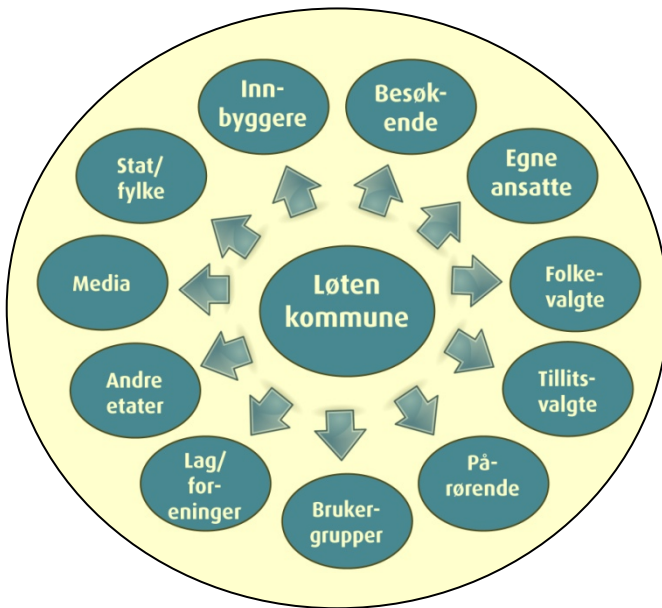 Inn-
byggere
Besøk-
ende
Egne
ansatte
Folke-
valgte
Tillits-
valgte
På-
rørende
Bruker-
grupper
Lag/
for-
eninger
Andre
etater
Media
Stat/
fylke
Løten
kommune